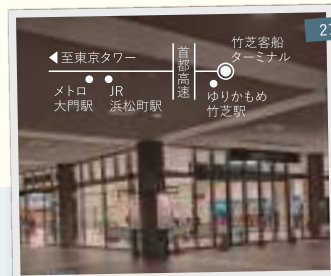 2
◀至東京タワー
首都高速
竹芝客船
ターミナル
メトロ
大門駅
JR
浜松町駅
ゆりかもめ
竹芝駅